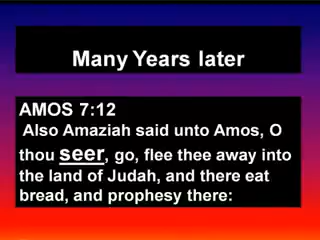 Many Years later
AMOS 7:12
Also Amaziah said unto Amos, O
thou seer, go, flee thee away into
the land of Judah, and there eat
bread, and prophesy there: